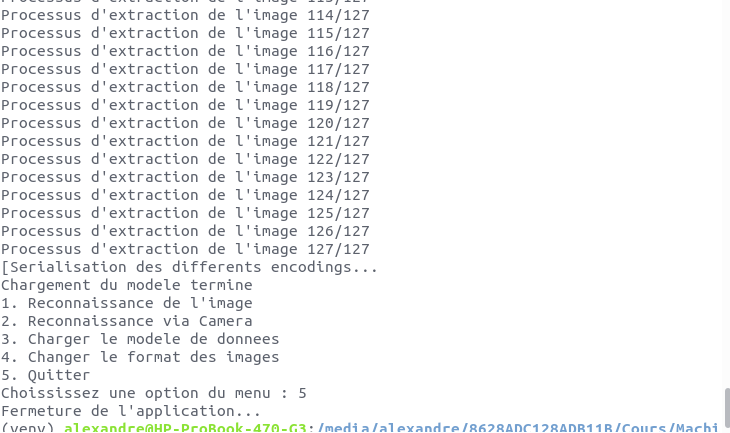 Processus d'extraction de l'image 113/127
Processus d'extraction de l'image 114/127
Processus d'extraction de l'image 115/127
Processus d'extraction de l'image 116/127
Processus d'extraction de l'image 117/127
Processus d'extraction de l'image 118/127
Processus d'extraction de l'image 119/127
Processus d'extraction de l'image 120/127
Processus d'extraction de l'image 121/127
Processus d'extraction de l'image 122/127
Processus d'extraction de l'image 123/127
Processus d'extraction de l'image 124/127
Processus d'extraction de l'image 125/127
Processus d'extraction de l'image 126/127
Processus d'extraction de l'image 127/127
[Serialisation des differents encodings...
Chargement du modele termine
1. Reconnaissance de l'image
2. Reconnaissance via Camera
3. Charger le modele de donnees
4. Changer le format des images
5. Quitter
Choississez une option du menu : 5
Fermeture de l'application...
(venv) alexandre@HP-ProBook-470-G3:/media/alexandre/8628ADC128ADB11B/Cours/Machi